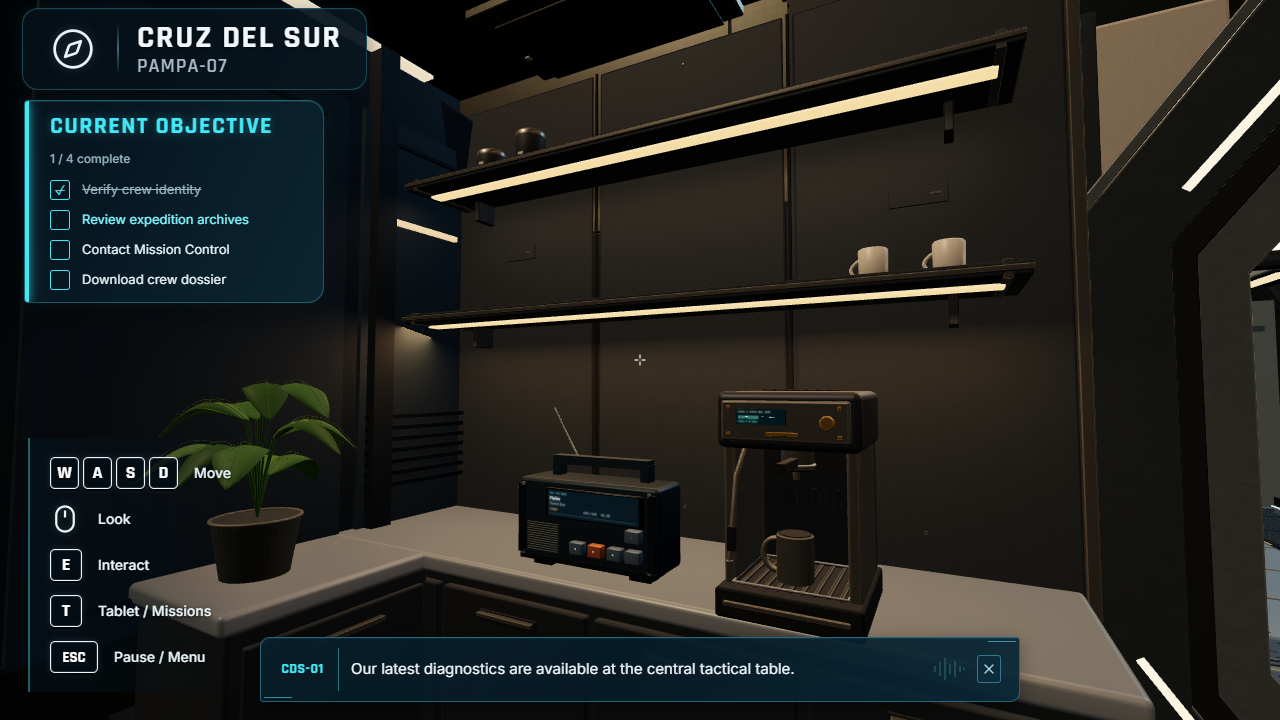 CRUZ DEL SUR
PAMPA-07
CURRENT OBJECTIVE
1 / 4 complete
Verify crew identity
Review expedition archives
Contact Mission Control
Download crew dossier
W A S D Move
Look
E Interact
T Tablet / Missions
ESC Pause / Menu
CDS-01 Our latest diagnostics are available at the central tactical table.